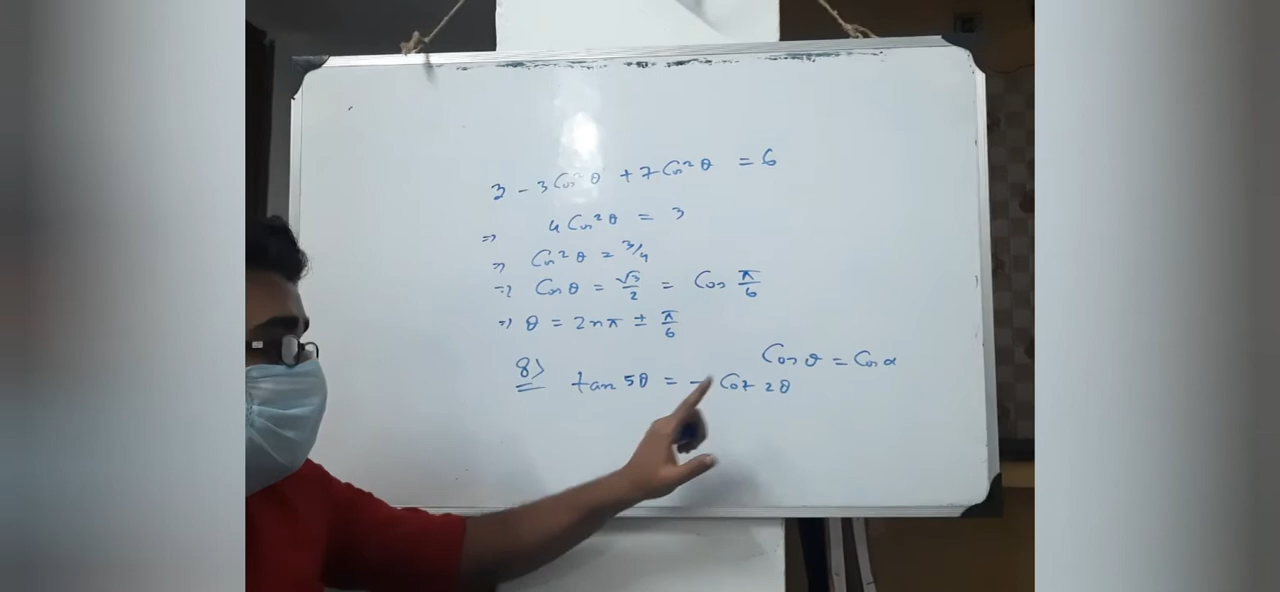 3 - 3 Cos²θ + 7 Cos²θ = 6
⇒ 4 Cos²θ = 3
⇒ Cos²θ = 3/4
⇒ Cosθ = √3/2 = Cos π/6
⇒ θ = 2nπ ± π/6
Cosθ = Cosα
8) tan 5θ = - Cot 2θ